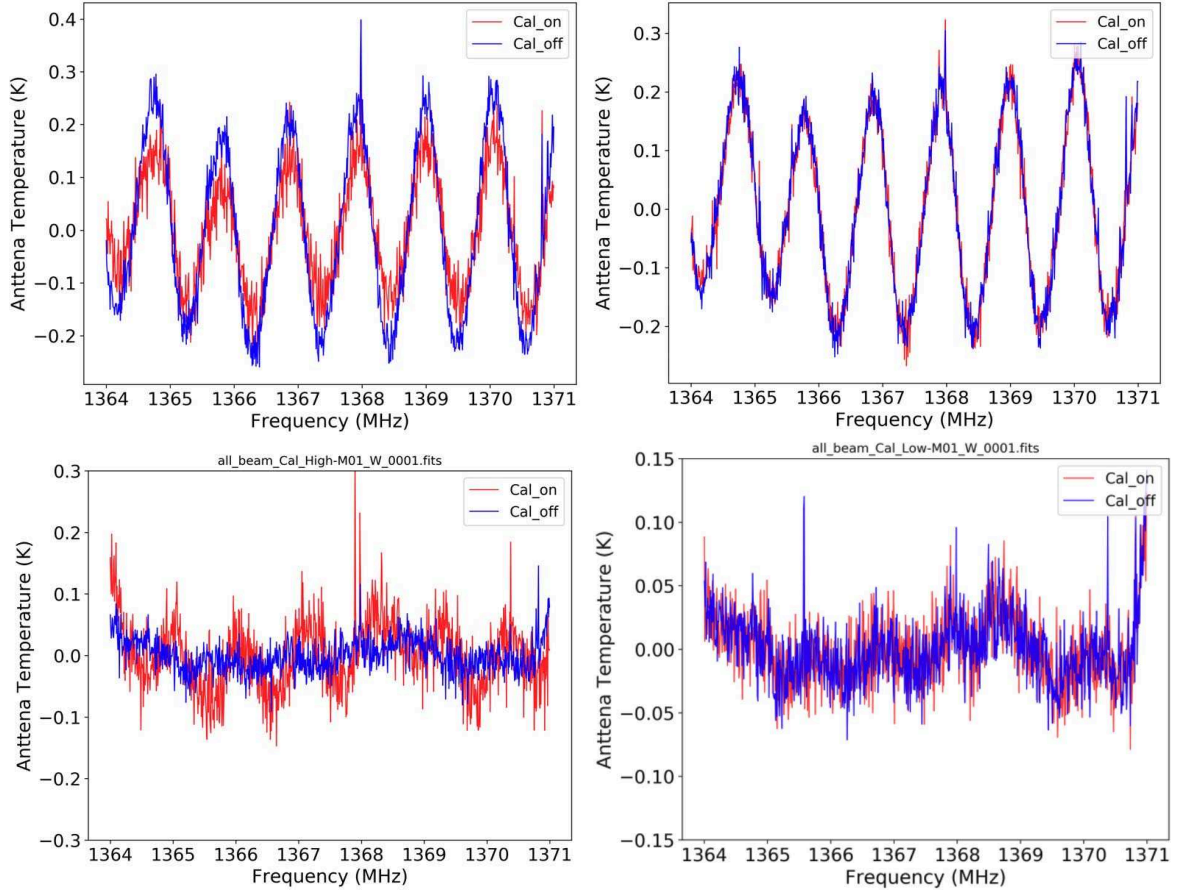 Cal_on
Cal_off
0.4
0.3
0.2
0.1
0.0
−0.1
−0.2
Anttena Temperature (K)
1364 1365 1366 1367 1368 1369 1370 1371
Frequency (MHz)
Cal_on
Cal_off
0.3
0.2
0.1
0.0
−0.1
−0.2
Anttena Temperature (K)
1364 1365 1366 1367 1368 1369 1370 1371
Frequency (MHz)
all_beam_Cal_High-M01_W_0001.fits
Cal_on
Cal_off
0.3
0.2
0.1
0.0
−0.1
−0.2
−0.3
Anttena Temperature (K)
1364 1365 1366 1367 1368 1369 1370 1371
Frequency (MHz)
all_beam_Cal_Low-M01_W_0001.fits
Cal_on
Cal_off
0.15
0.10
0.05
0.00
−0.05
−0.10
−0.15
Anttena Temperature (K)
1364 1365 1366 1367 1368 1369 1370 1371
Frequency (MHz)